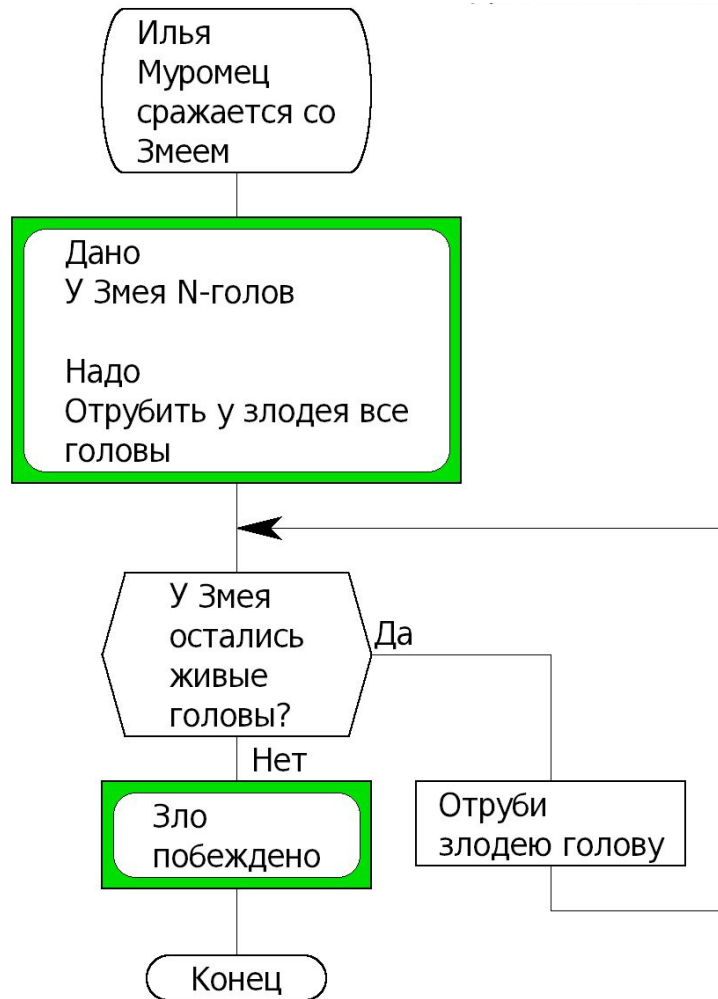 Илья
Муромец
сражается со
Змеем
Дано
У Змея N-голов
Надо
Отрубить у злодея все
головы
У Змея
остались
живые
головы?
Да
Нет
Зло
побеждено
Отруби
злодею голову
Конец